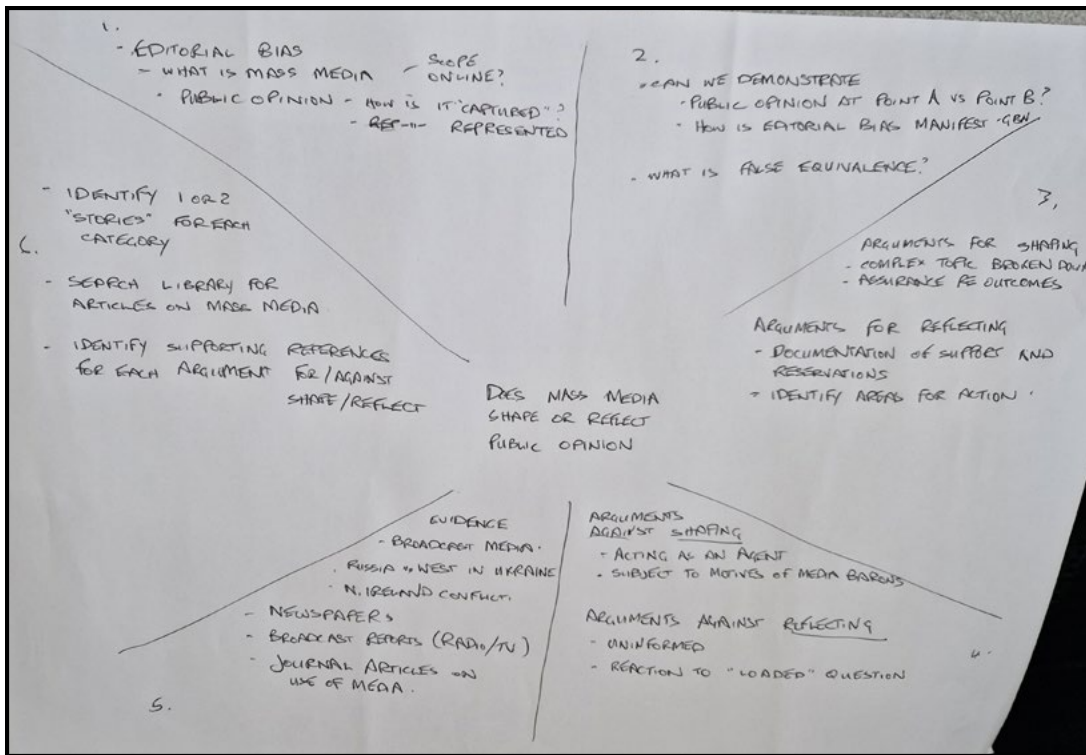 1.
- EDITORIAL BIAS
- WHAT IS MASS MEDIA - SCOPE
ONLINE?
- PUBLIC OPINION - HOW IS IT "CAPTURED"?
- REP -"- REPRESENTED
2.
- CAN WE DEMONSTRATE
- PUBLIC OPINION AT POINT A VS POINT B?
- HOW IS EDITORIAL BIAS MANIFEST - GBN
- WHAT IS FALSE EQUIVALENCE?
3,
ARGUMENTS FOR SHAPING
- COMPLEX TOPIC BROKEN DOWN
- ASSURANCE RE OUTCOMES
ARGUMENTS FOR REFLECTING
- DOCUMENTATION OF SUPPORT AND
RESERVATIONS
- IDENTIFY AREAS FOR ACTION.
4.
ARGUMENTS
AGAINST SHAPING
- ACTING AS AN AGENT
- SUBJECT TO MOTIVES OF MEDIA BARONS
ARGUMENTS AGAINST REFLECTING
- UNINFORMED
- REACTION TO "LOADED" QUESTION
EVIDENCE
- BROADCAST MEDIA.
. RUSSIA vs WEST IN UKRAINE
- N. IRELAND CONFLICT.
- NEWSPAPERS
- BROADCAST REPORTS (RADIO/TV)
- JOURNAL ARTICLES ON
USE OF MEDIA.
5.
6.
- IDENTIFY 1 OR 2
"STORIES" FOR EACH
CATEGORY
- SEARCH LIBRARY FOR
ARTICLES ON MASS MEDIA
- IDENTIFY SUPPORTING REFERENCES
FOR EACH ARGUMENT FOR/AGAINST
SHAPE/REFLECT
DOES MASS MEDIA
SHAPE OR REFLECT
PUBLIC OPINION